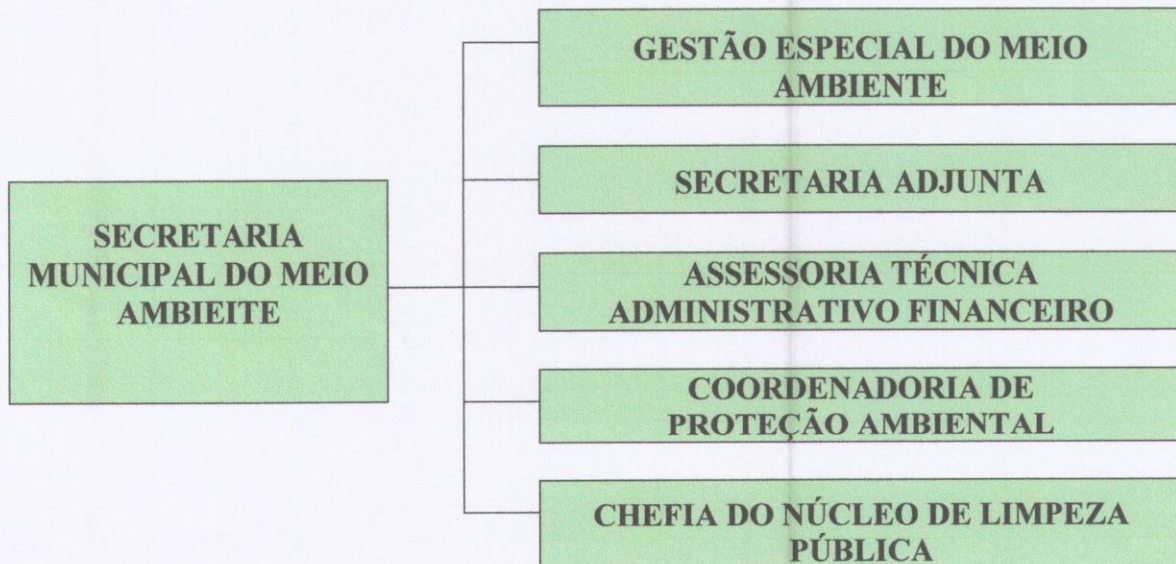 SECRETARIA
MUNICIPAL DO MEIO
AMBIEITE
GESTÃO ESPECIAL DO MEIO
AMBIENTE
SECRETARIA ADJUNTA
ASSESSORIA TÉCNICA
ADMINISTRATIVO FINANCEIRO
COORDENADORIA DE
PROTEÇÃO AMBIENTAL
CHEFIA DO NÚCLEO DE LIMPEZA
PÚBLICA